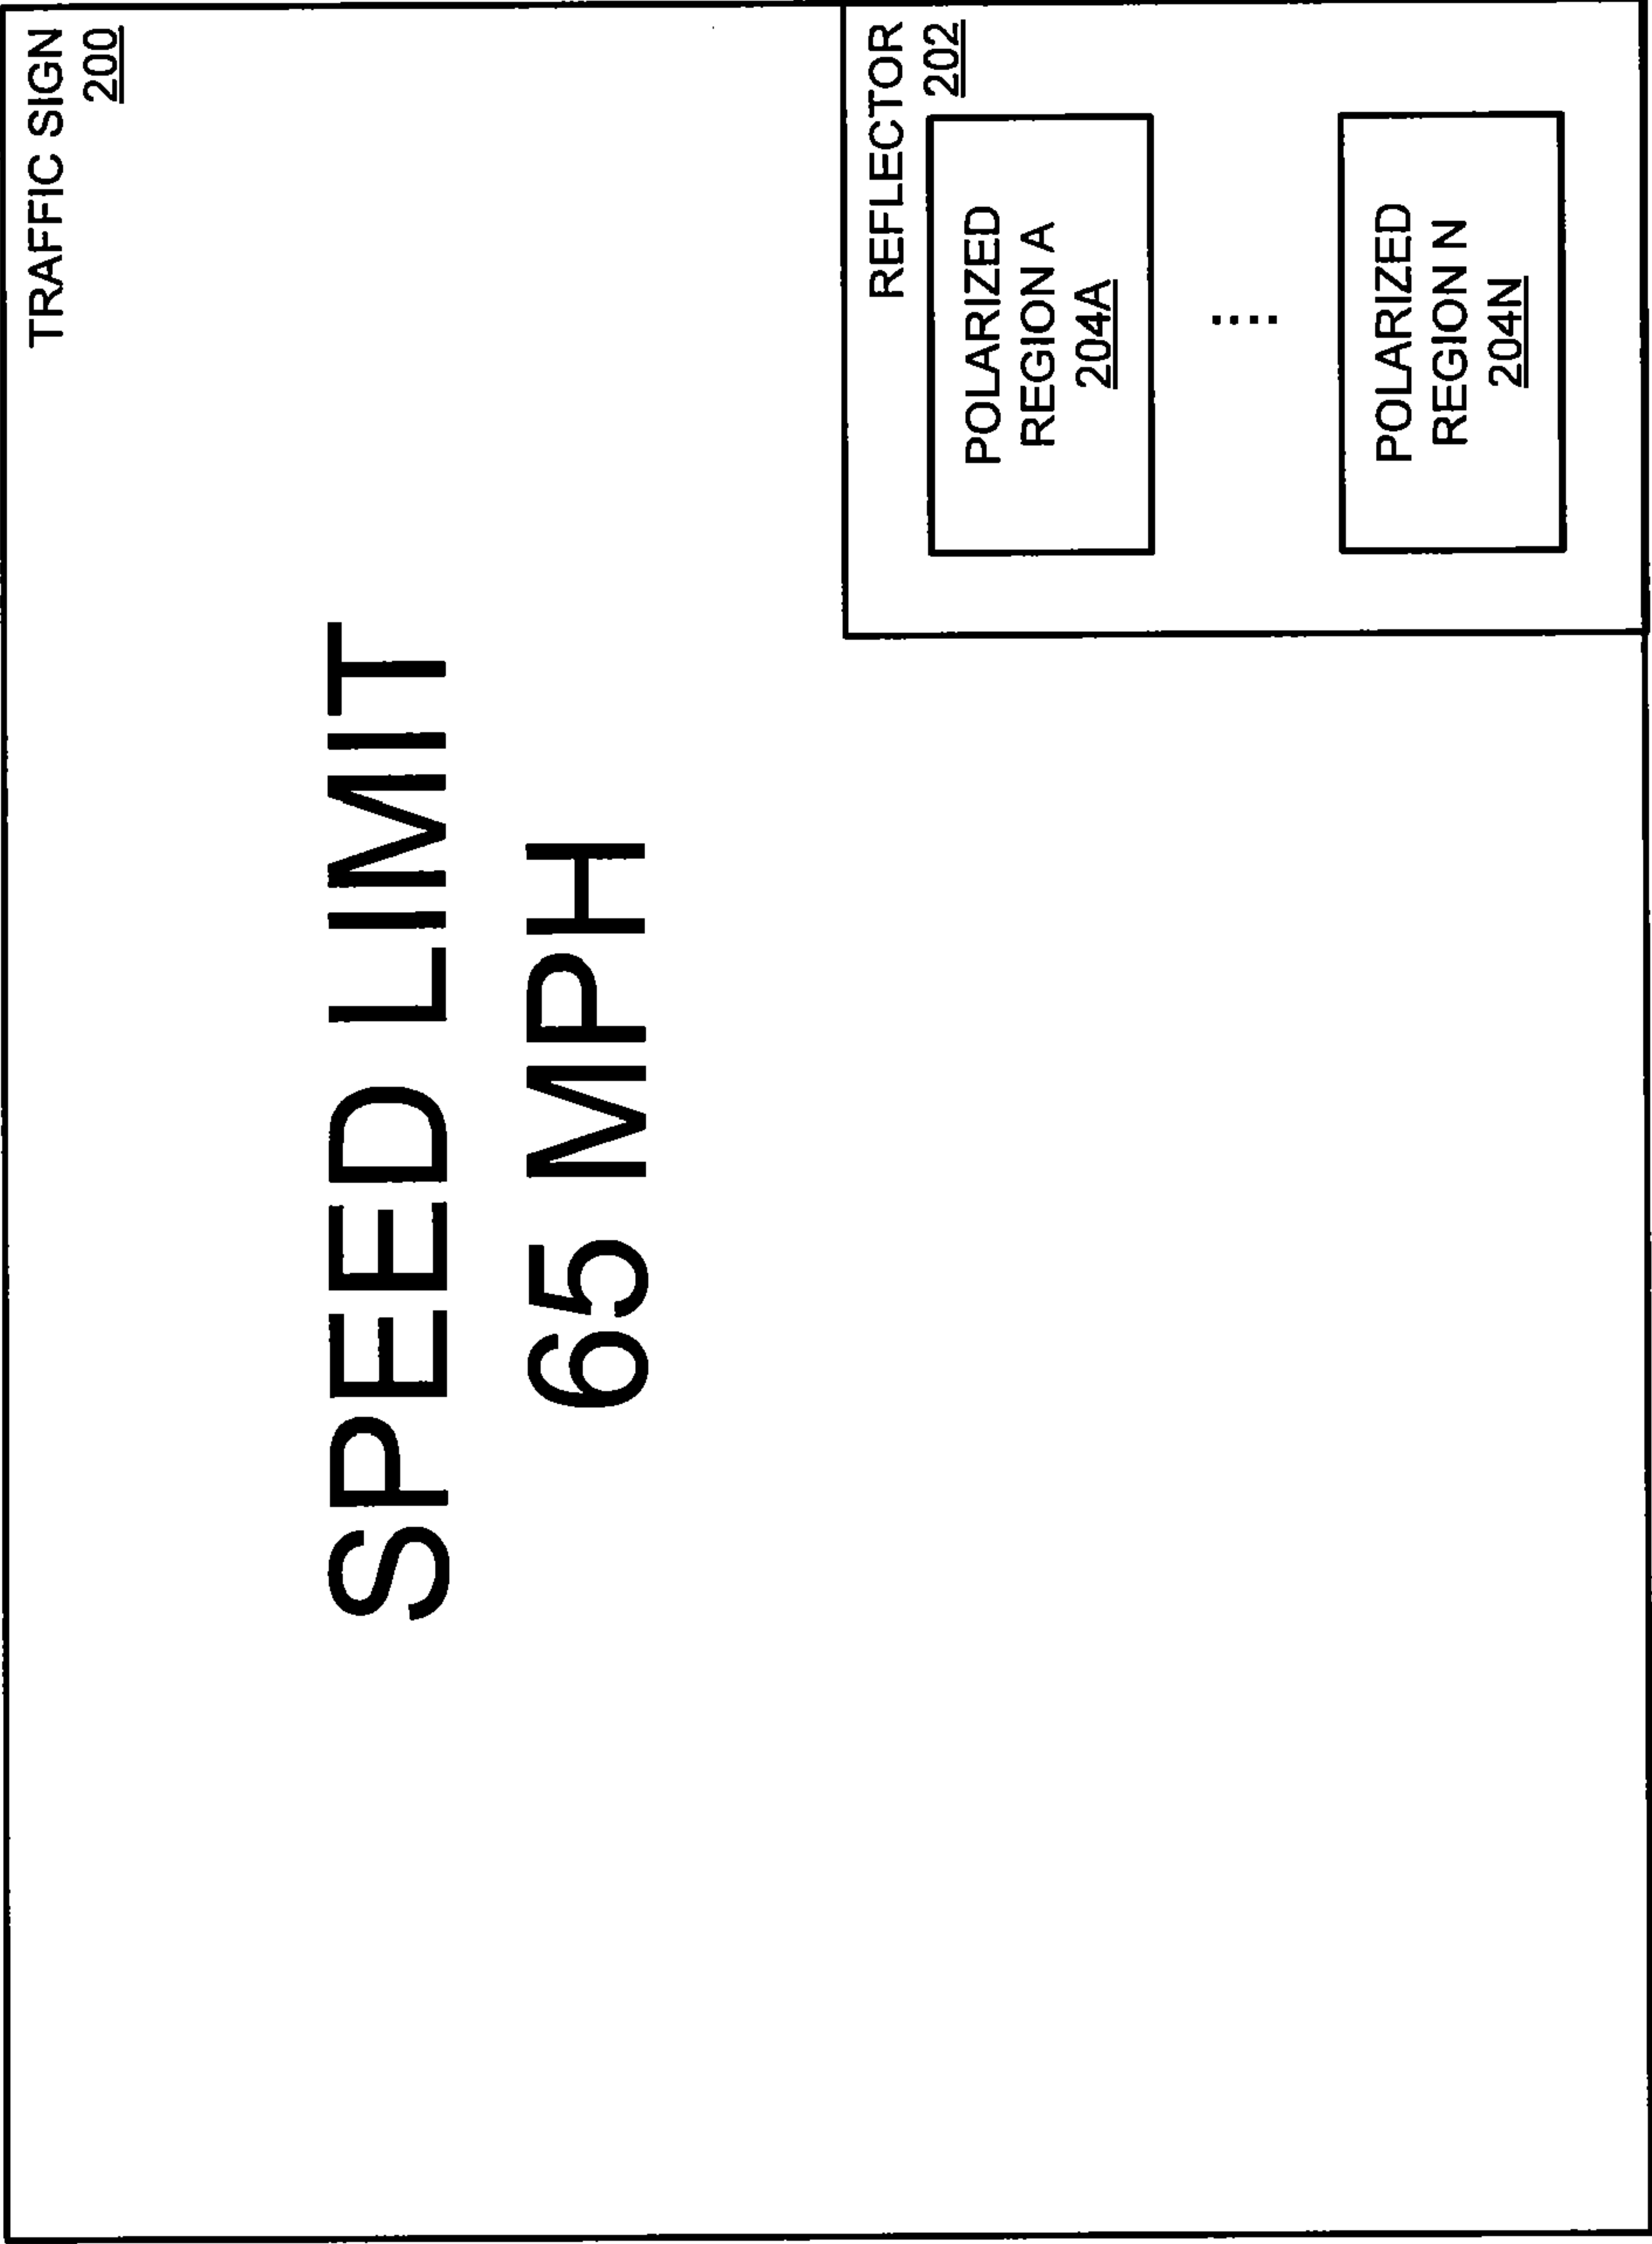 TRAFFIC SIGN
200
SPEED LIMIT
65 MPH
REFLECTOR
202
POLARIZED
REGION A
204A
POLARIZED
REGION N
204N